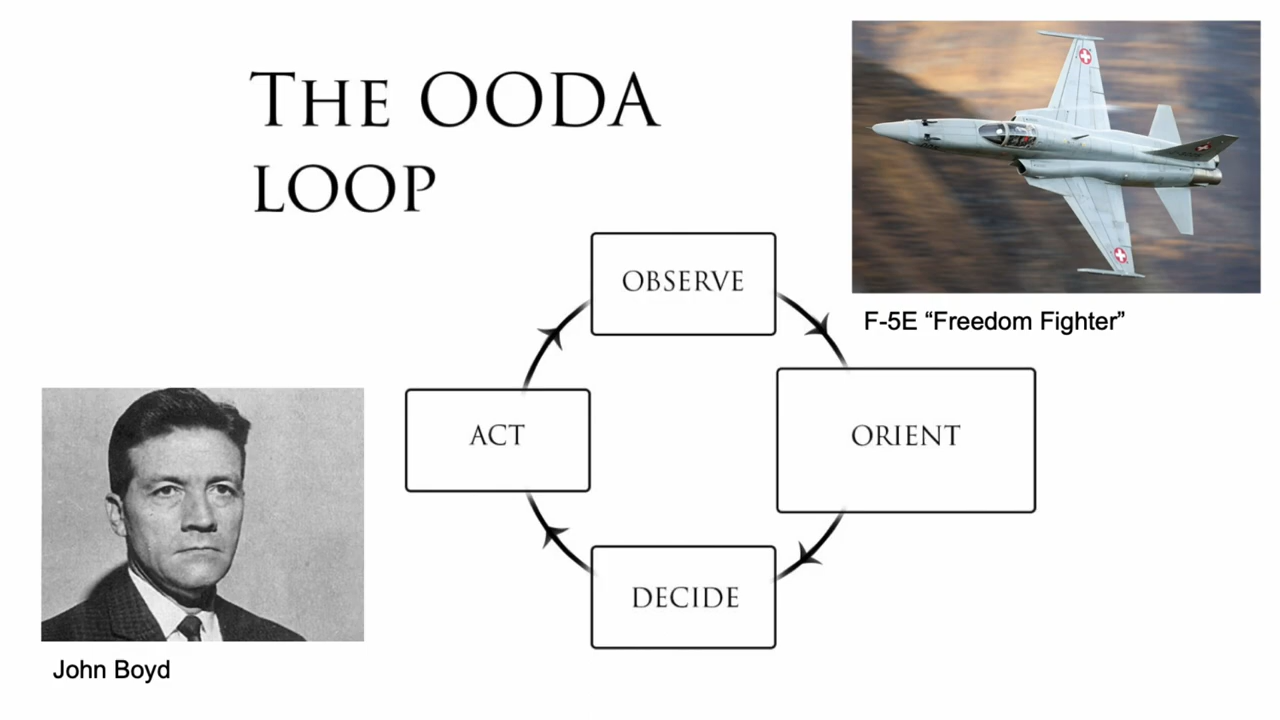 THE OODA
LOOP
OBSERVE
F-5E “Freedom Fighter”
ACT
ORIENT
DECIDE
John Boyd